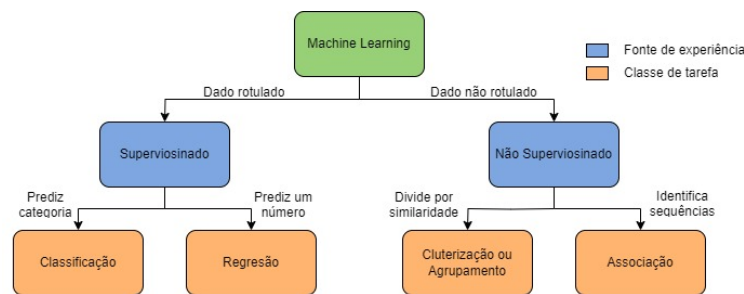 Machine Learning
Fonte de experiência
Classe de tarefa
Dado rotulado
Dado não rotulado
Superviosinado
Não Superviosinado
Prediz
categoria
Prediz um
número
Divide por
similaridade
Identifica
sequências
Classificação
Regresão
Cluterização ou
Agrupamento
Associação